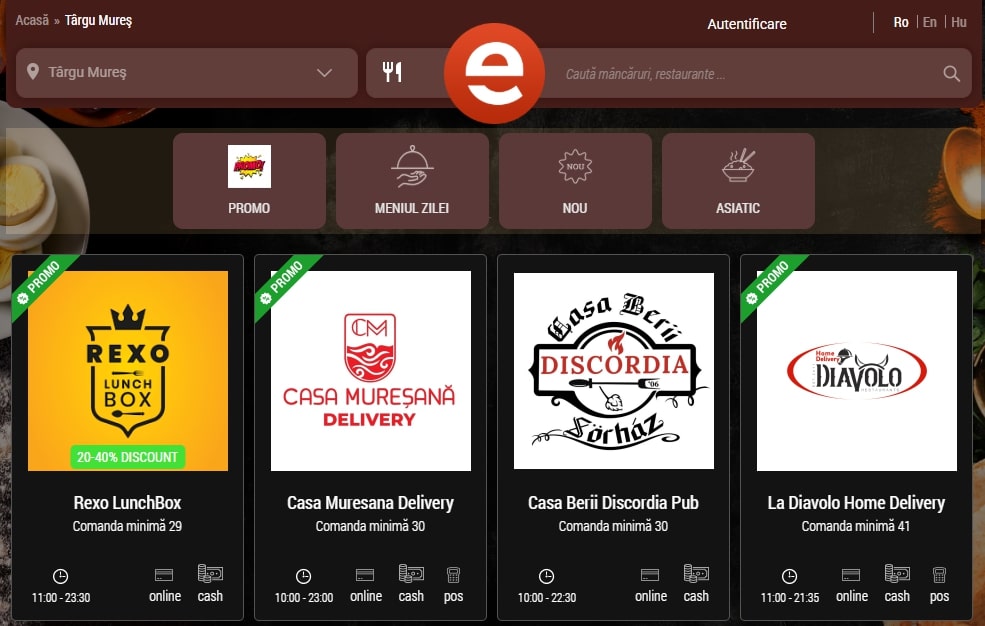 Acasă » Târgu Mureş
Autentificare
Ro | En | Hu
Târgu Mureş
e
Caută mâncăruri, restaurante ...
PROMO
MENIUL ZILEI
NOU
NOU
ASIATIC
PROMO
REXO
LUNCH
BOX
20-40% DISCOUNT
Rexo LunchBox
Comanda minimă 29
11:00 - 23:30
online
cash
PROMO
CM
CASA MUREŞANĂ
DELIVERY
Casa Muresana Delivery
Comanda minimă 30
10:00 - 23:00
online
cash
pos
Casa Berii
DISCORDIA
'06
Sörház
Casa Berii Discordia Pub
Comanda minimă 30
10:00 - 22:30
online
cash
PROMO
Home
Delivery
DIAVOLO
RESTAURANTE
La Diavolo Home Delivery
Comanda minimă 41
11:00 - 21:35
online
cash
pos